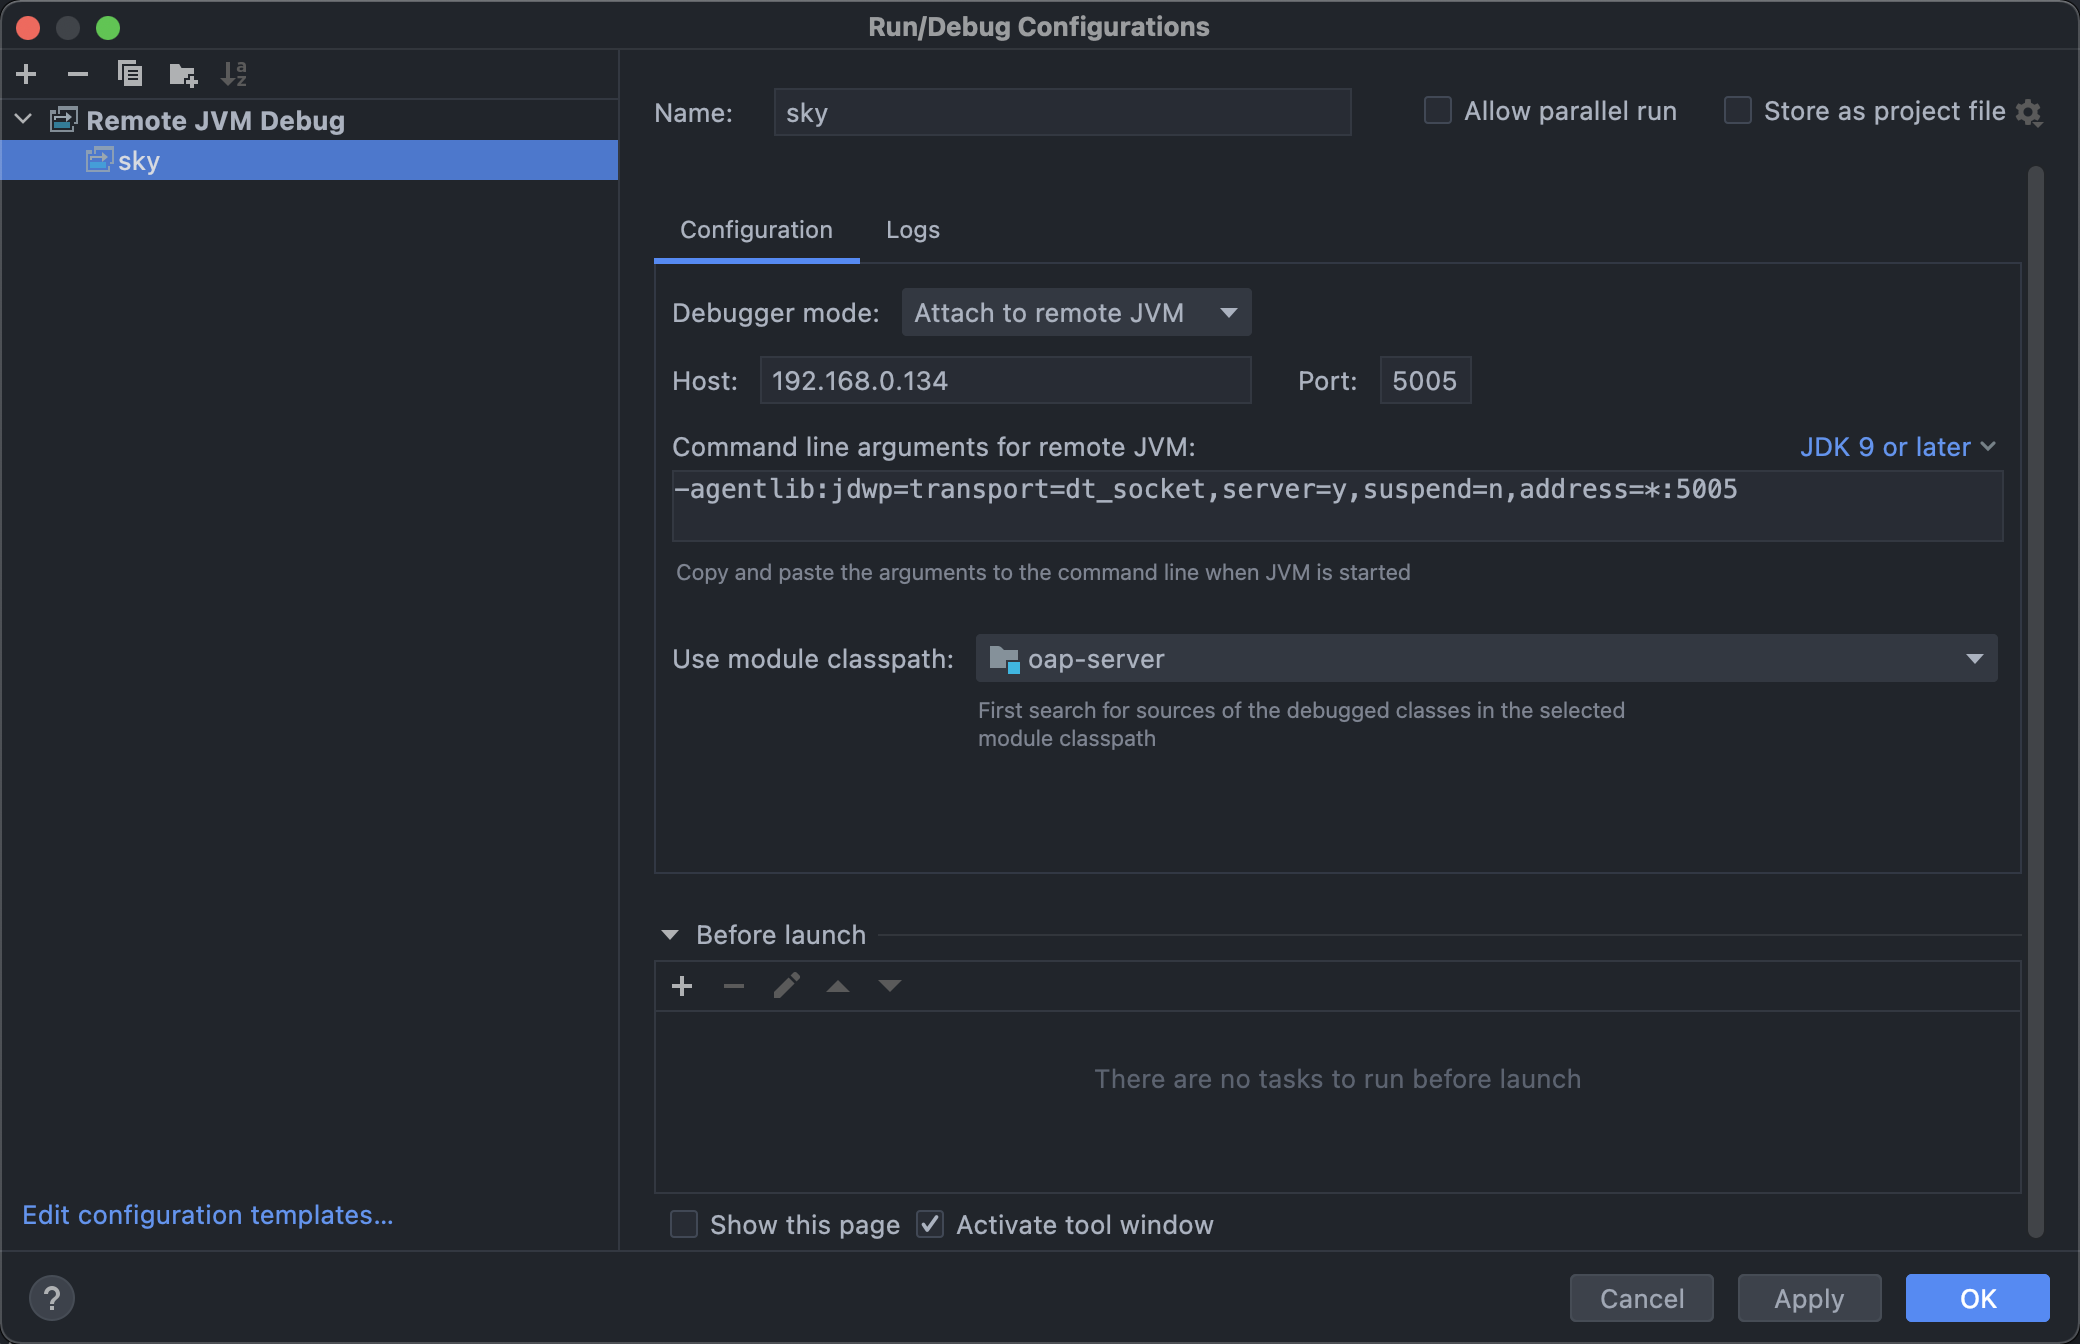 Run/Debug Configurations
Remote JVM Debug
sky
Name: sky
Allow parallel run
Store as project file
Configuration
Logs
Debugger mode: Attach to remote JVM
Host: 192.168.0.134
Port: 5005
Command line arguments for remote JVM:
JDK 9 or later
-agentlib:jdwp=transport=dt_socket,server=y,suspend=n,address=*:5005
Copy and paste the arguments to the command line when JVM is started
Use module classpath: oap-server
First search for sources of the debugged classes in the selected
module classpath
Before launch
There are no tasks to run before launch
Show this page
Activate tool window
Edit configuration templates...
?
Cancel
Apply
OK